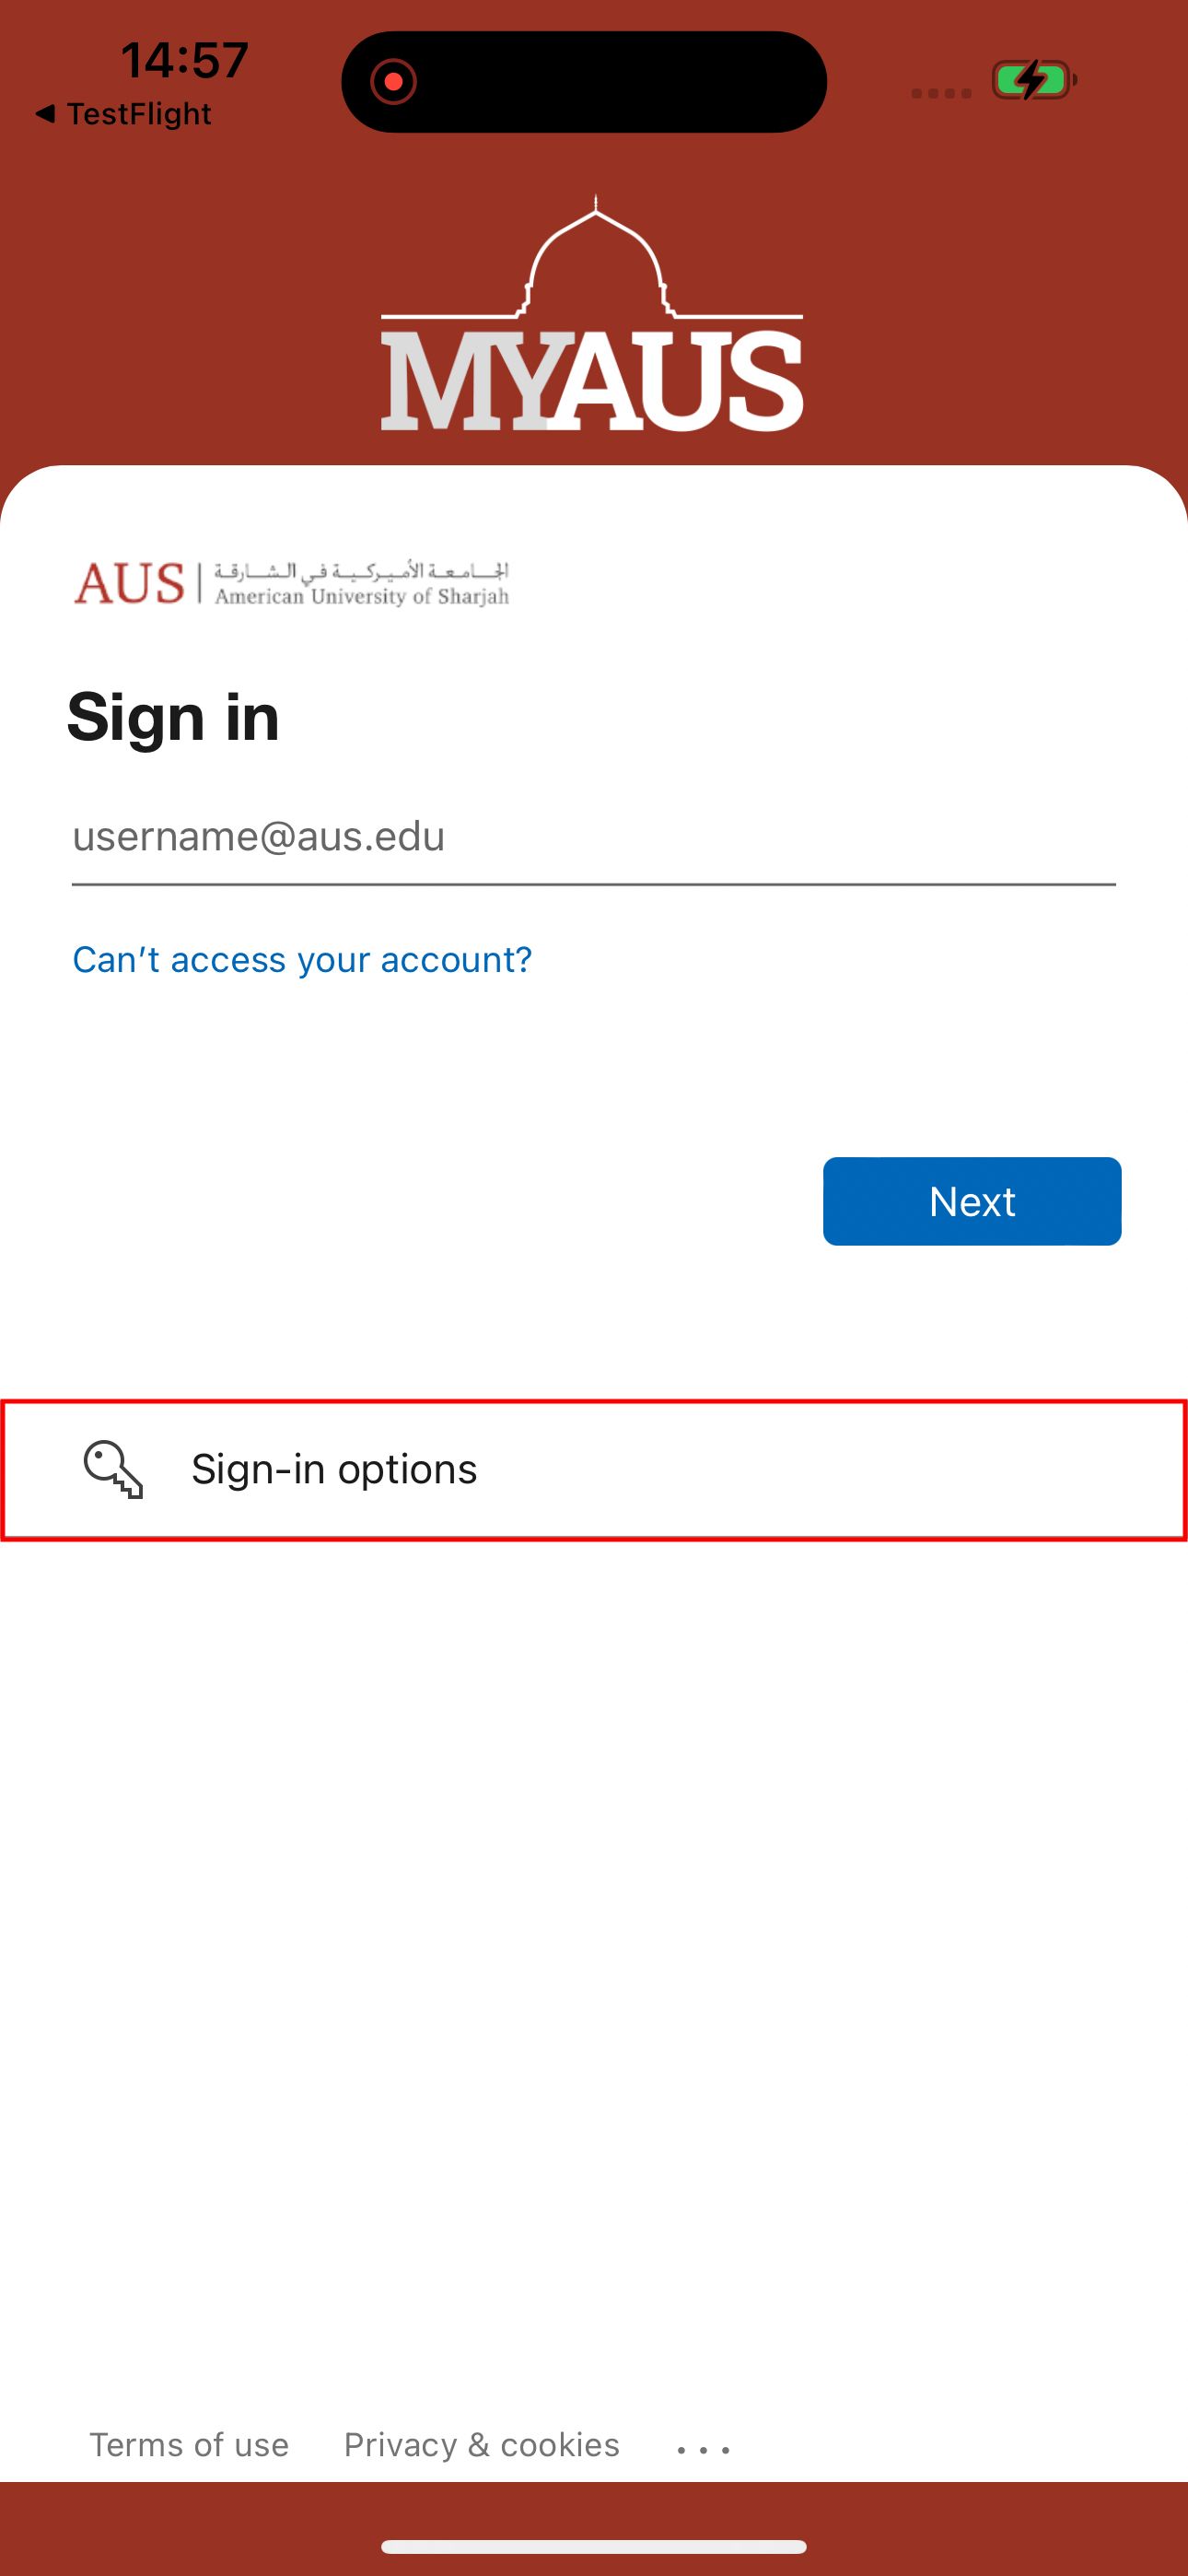 14:57
◀ TestFlight
MYAUS
AUS | الجامعة الأميركية في الشارقة
American University of Sharjah
Sign in
username@aus.edu
Can't access your account?
Next
Sign-in options
Terms of use Privacy & cookies ...